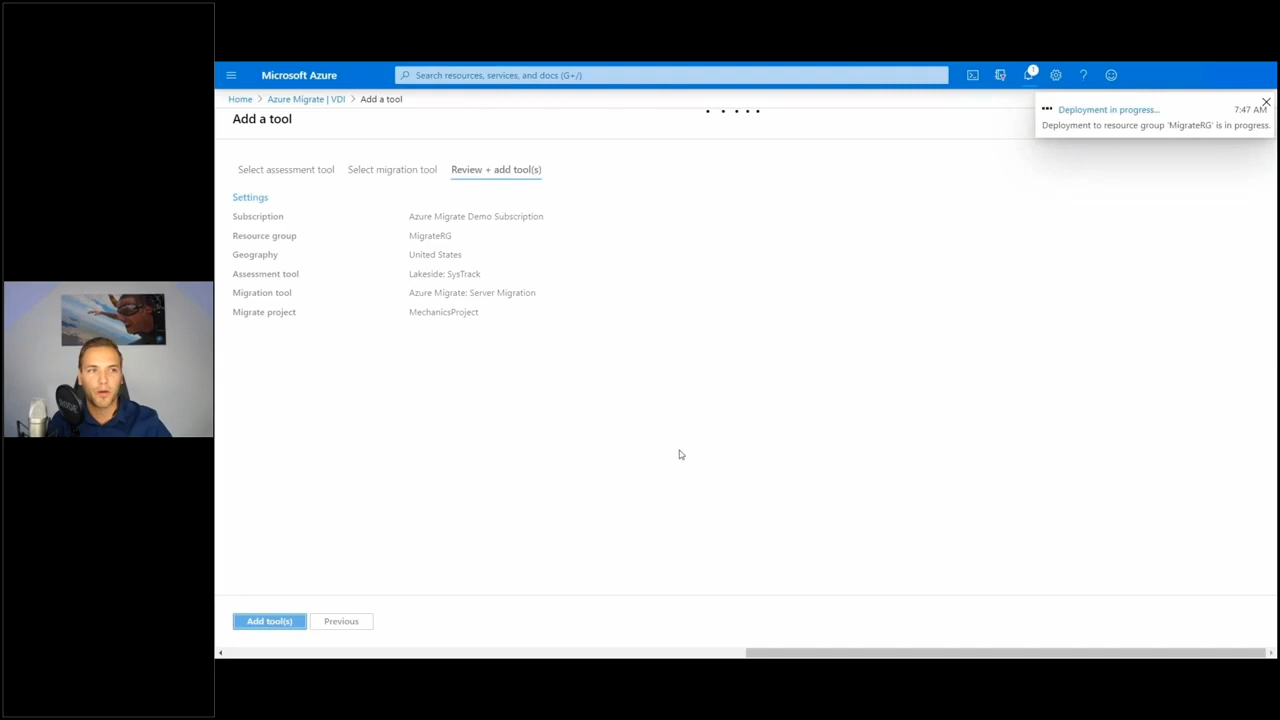 Microsoft Azure
Search resources, services, and docs (G+/)
1
Home > Azure Migrate | VDI > Add a tool
Add a tool
Deployment in progress... 7:47 AM
Deployment to resource group 'MigrateRG' is in progress.
Select assessment tool Select migration tool Review + add tool(s)
Settings
Subscription Azure Migrate Demo Subscription
Resource group MigrateRG
Geography United States
Assessment tool Lakeside: SysTrack
Migration tool Azure Migrate: Server Migration
Migrate project MechanicsProject
RODE
Add tool(s) Previous